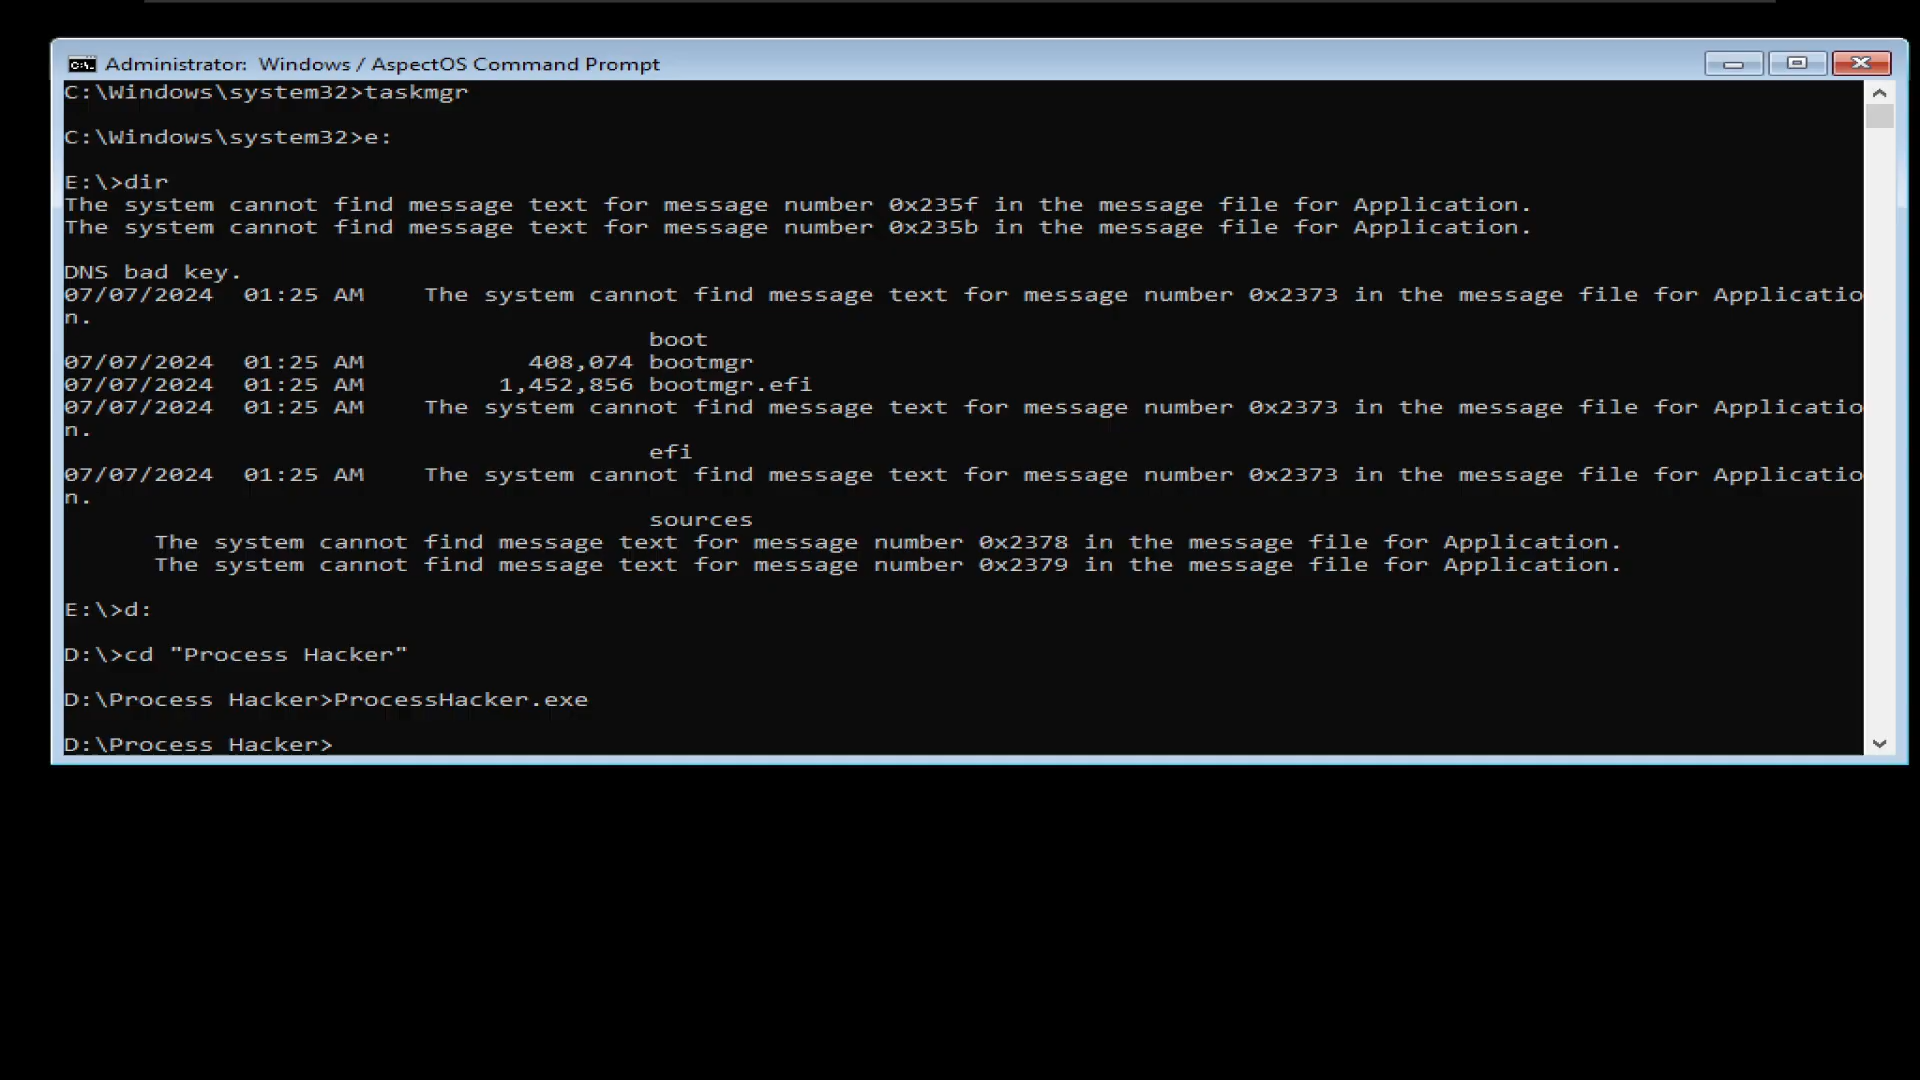 Administrator: Windows / AspectOS Command Prompt
C:\Windows\system32>taskmgr
C:\Windows\system32>e:
E:\>dir
The system cannot find message text for message number 0x235f in the message file for Application.
The system cannot find message text for message number 0x235b in the message file for Application.
DNS bad key.
07/07/2024  01:25 AM    The system cannot find message text for message number 0x2373 in the message file for Applicatio
n.
boot
07/07/2024  01:25 AM           408,074 bootmgr
07/07/2024  01:25 AM         1,452,856 bootmgr.efi
07/07/2024  01:25 AM    The system cannot find message text for message number 0x2373 in the message file for Applicatio
n.
efi
07/07/2024  01:25 AM    The system cannot find message text for message number 0x2373 in the message file for Applicatio
n.
sources
The system cannot find message text for message number 0x2378 in the message file for Application.
The system cannot find message text for message number 0x2379 in the message file for Application.
E:\>d:
D:\>cd "Process Hacker"
D:\Process Hacker>ProcessHacker.exe
D:\Process Hacker>